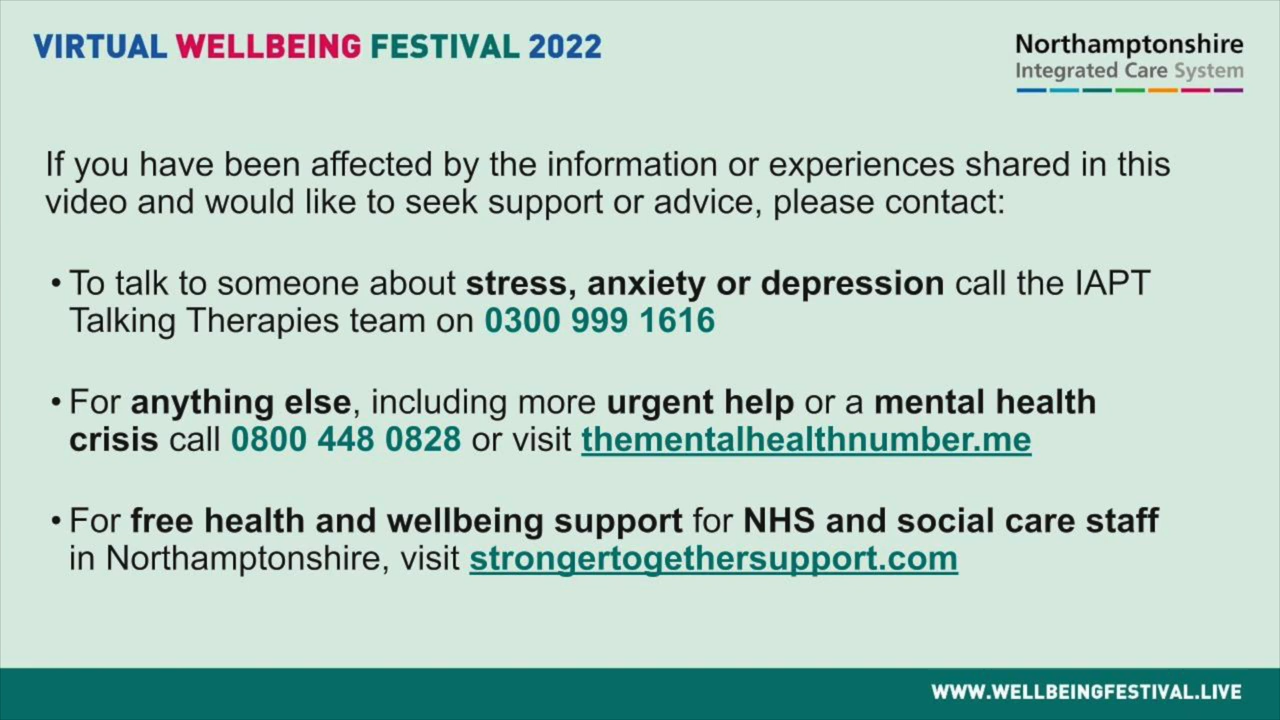 VIRTUAL WELLBEING FESTIVAL 2022
Northamptonshire
Integrated Care System
If you have been affected by the information or experiences shared in this
video and would like to seek support or advice, please contact:
• To talk to someone about stress, anxiety or depression call the IAPT
Talking Therapies team on 0300 999 1616
• For anything else, including more urgent help or a mental health
crisis call 0800 448 0828 or visit thementalhealthnumber.me
• For free health and wellbeing support for NHS and social care staff
in Northamptonshire, visit strongertogethersupport.com
WWW.WELLBEINGFESTIVAL.LIVE